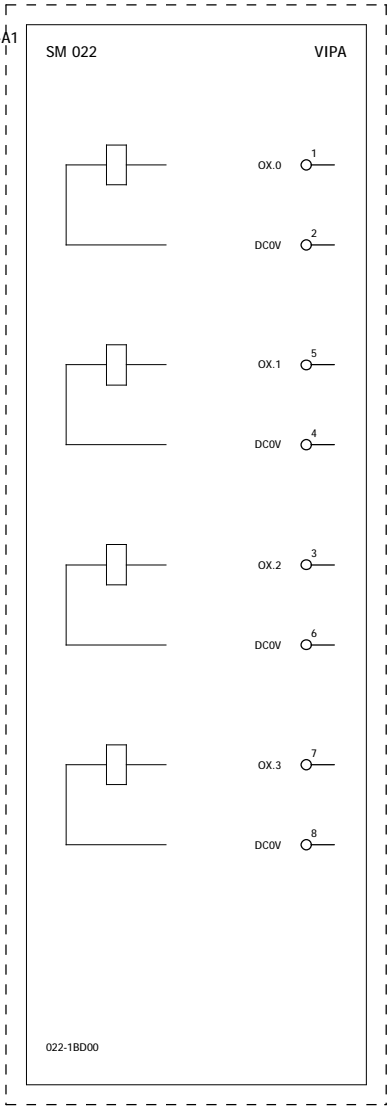 A1
SM 022 VIPA
OX.0 1
DC0V 2
OX.1 5
DC0V 4
OX.2 3
DC0V 6
OX.3 7
DC0V 8
022-1BD00